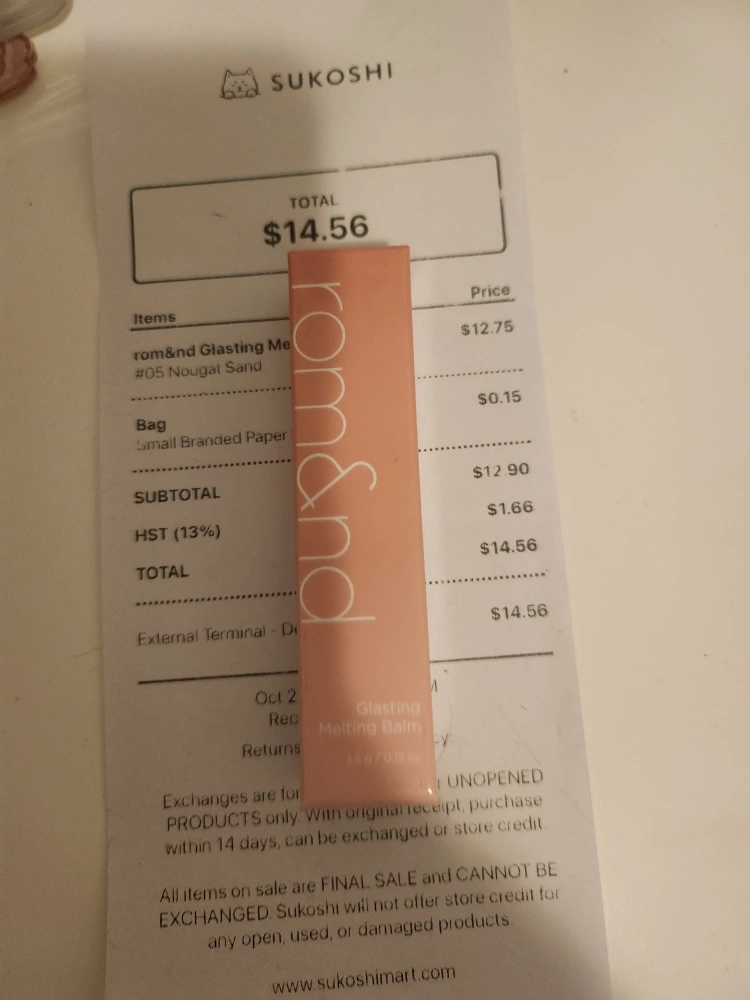 SUKOSHI
TOTAL
$14.56
Items Price
rom&nd Glasting Me $12.75
#05 Nougat Sand
Bag $0.15
Small Branded Paper
SUBTOTAL $12.90
HST (13%) $1.66
TOTAL $14.56
External Terminal - De $14.56
Oct 2
Rec
Returns cy
Exchanges are for r UNOPENED
PRODUCTS only. With original receipt, purchase
within 14 days, can be exchanged or store credit.
All items on sale are FINAL SALE and CANNOT BE
EXCHANGED. Sukoshi will not offer store credit for
any open, used, or damaged products.
www.sukoshimart.com
rom&nd
Glasting
Melting Balm